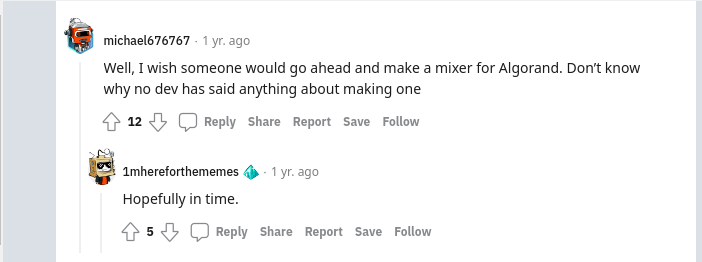 michael676767 · 1 yr. ago
Well, I wish someone would go ahead and make a mixer for Algorand. Don't know
why no dev has said anything about making one
12 Reply Share Report Save Follow
1mhereforthememes · 1 yr. ago
Hopefully in time.
5 Reply Share Report Save Follow